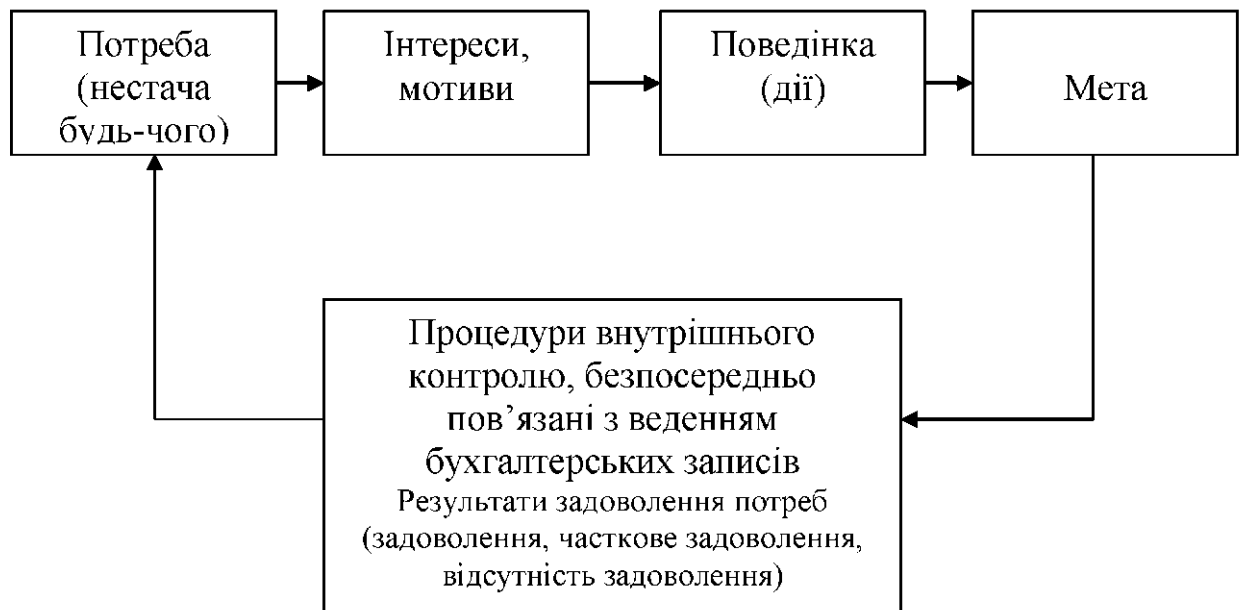 Потреба
(нестача
будь-чого)
Інтереси,
мотиви
Поведінка
(дії)
Мета
Процедури внутрішнього
контролю, безпосередньо
пов’язані з веденням
бухгалтерських записів
Результати задоволення потреб
(задоволення, часткове задоволення,
відсутність задоволення)